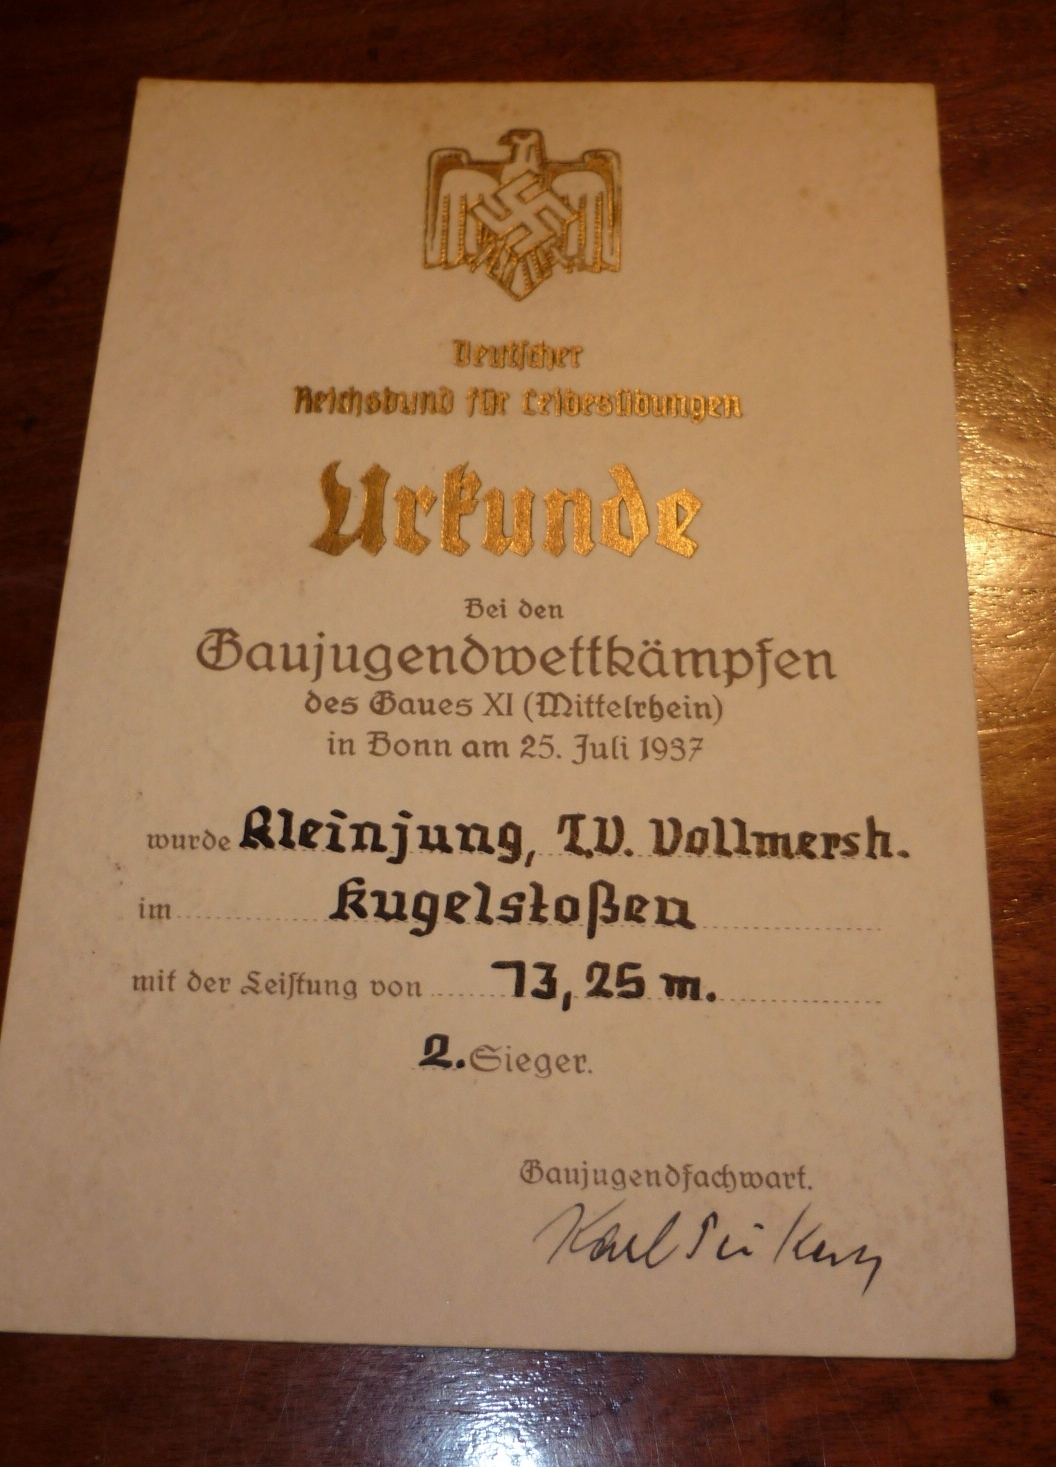 Deutscher
Reichsbund für Leibesübungen
Urkunde
Bei den
Gaujugendwettkämpfen
des Gaues XI (Mittelrhein)
in Bonn am 25. Juli 1937
wurde Kleinjung, T.V. Vollmersh.
im Kugelstoßen
mit der Leistung von 13,25 m.
2. Sieger.
Gaujugendfachwart.
Karl